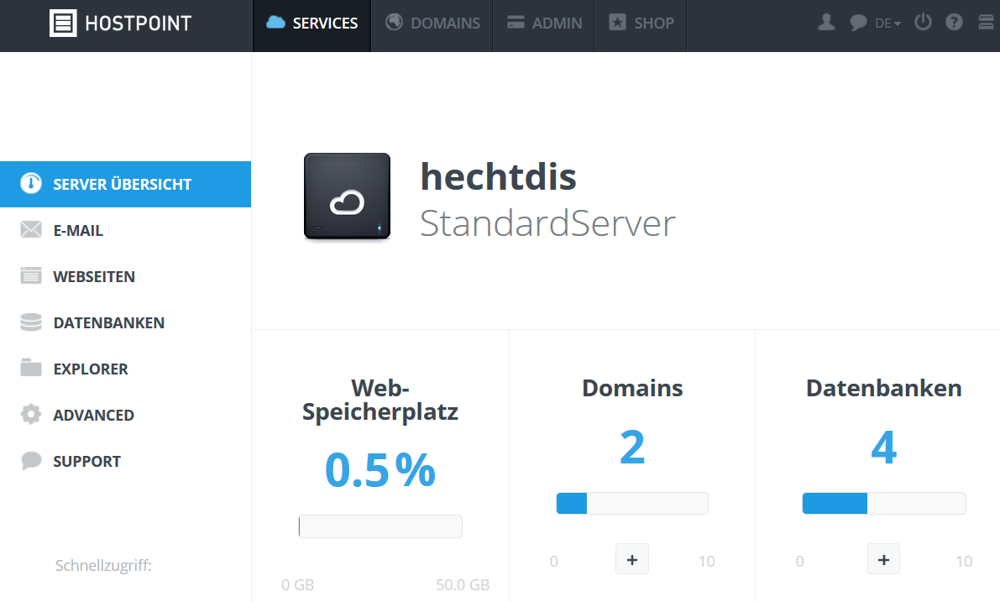 HOSTPOINT
SERVICES
DOMAINS
ADMIN
SHOP
DE
SERVER ÜBERSICHT
E-MAIL
WEBSEITEN
DATENBANKEN
EXPLORER
ADVANCED
SUPPORT
Schnellzugriff:
hechtdis
StandardServer
Web-
Speicherplatz
0.5%
0 GB
50.0 GB
Domains
2
0
+
10
Datenbanken
4
0
+
10